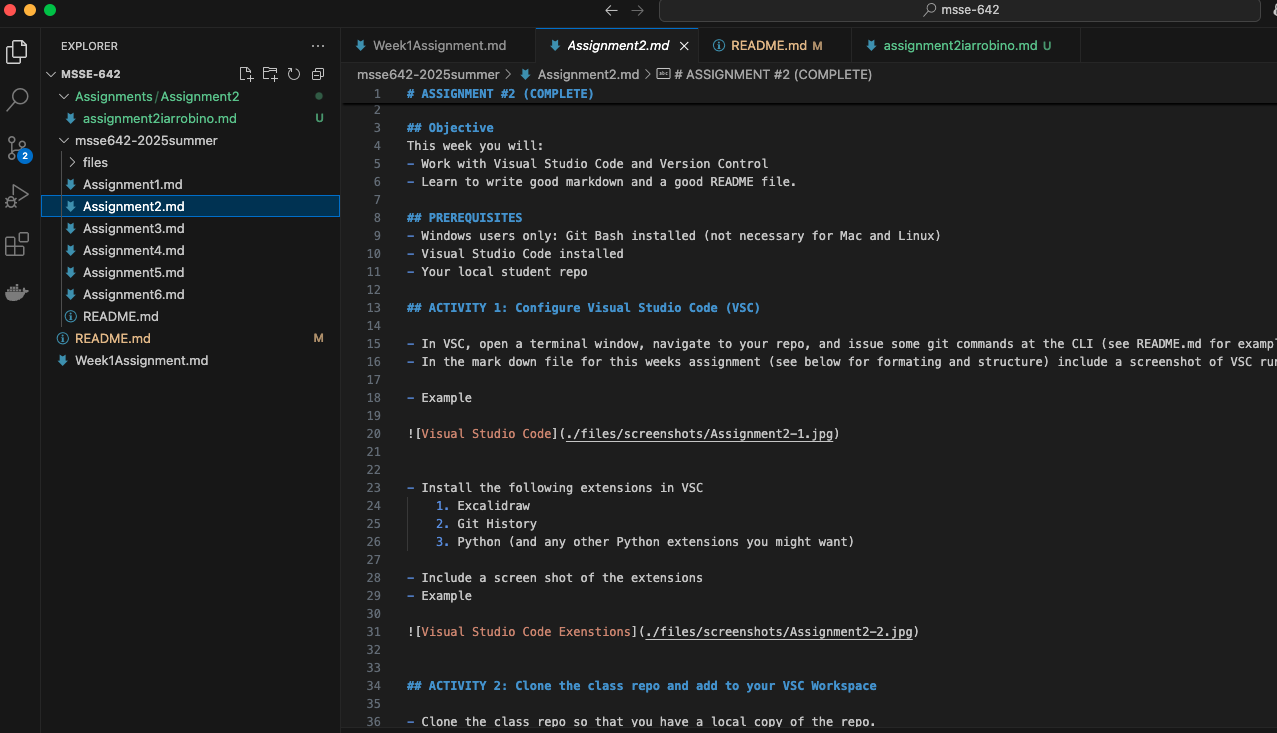 msse-642
EXPLORER
MSSE-642
Assignments / Assignment2
assignment2iarrobino.md U
msse642-2025summer
files
Assignment1.md
Assignment2.md
Assignment3.md
Assignment4.md
Assignment5.md
Assignment6.md
README.md
README.md M
Week1Assignment.md
2
Week1Assignment.md
Assignment2.md
README.md M
assignment2iarrobino.md U
msse642-2025summer > Assignment2.md > # ASSIGNMENT #2 (COMPLETE)
1 # ASSIGNMENT #2 (COMPLETE)
2
3 ## Objective
4 This week you will:
5 - Work with Visual Studio Code and Version Control
6 - Learn to write good markdown and a good README file.
7
8 ## PREREQUISITES
9 - Windows users only: Git Bash installed (not necessary for Mac and Linux)
10 - Visual Studio Code installed
11 - Your local student repo
12
13 ## ACTIVITY 1: Configure Visual Studio Code (VSC)
14
15 - In VSC, open a terminal window, navigate to your repo, and issue some git commands at the CLI (see README.md for exampl
16 - In the mark down file for this weeks assignment (see below for formating and structure) include a screenshot of VSC run
17
18 - Example
19
20 ![Visual Studio Code](./files/screenshots/Assignment2-1.jpg)
21
22
23 - Install the following extensions in VSC
24 1. Excalidraw
25 2. Git History
26 3. Python (and any other Python extensions you might want)
27
28 - Include a screen shot of the extensions
29 - Example
30
31 ![Visual Studio Code Exenstions](./files/screenshots/Assignment2-2.jpg)
32
33
34 ## ACTIVITY 2: Clone the class repo and add to your VSC Workspace
35
36 - Clone the class repo so that you have a local copy of the repo.